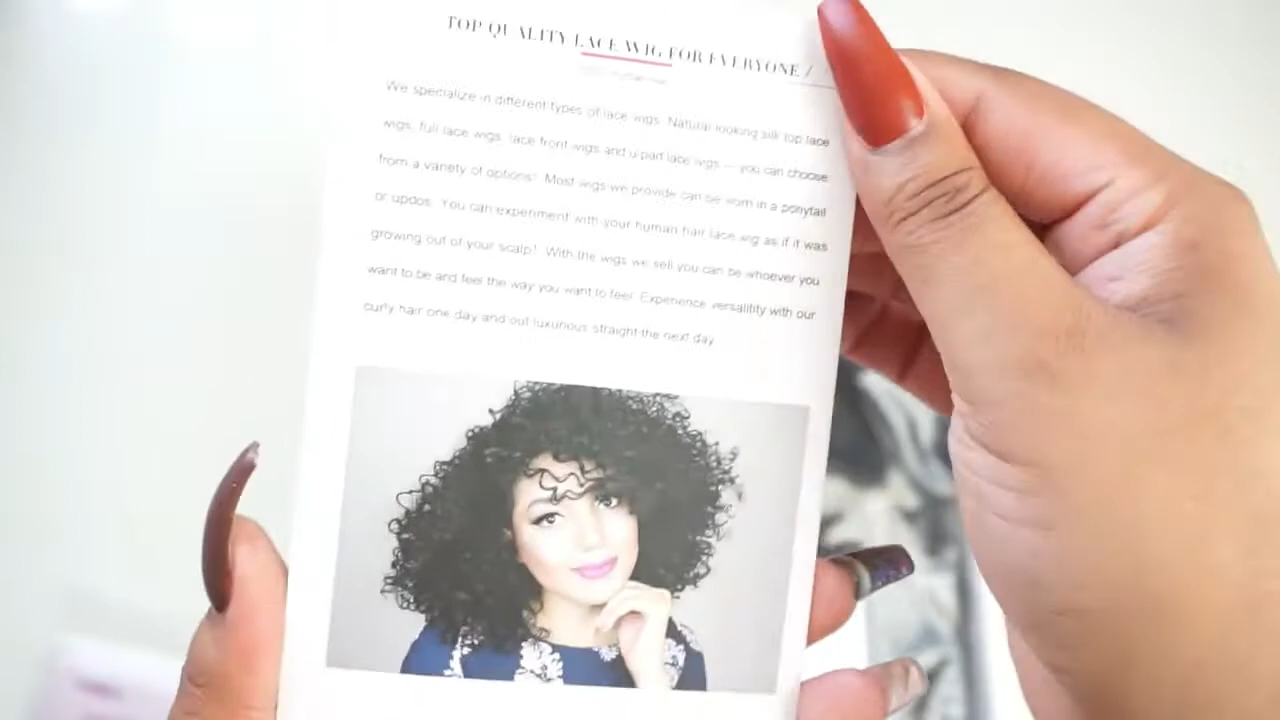 TOP QUALITY LACE WIG FOR EVERYONE /
We specialize in different types of lace wigs. Natural looking silk top lace
wigs, full lace wigs, lace front wigs and u-part lace wigs — you can choose
from a variety of options! Most wigs we provide can be worn in a ponytail
or updos. You can experiment with your human hair lace wig as if it was
growing out of your scalp! With the wigs we sell you can be whoever you
want to be and feel the way you want to feel. Experience versatility with our
curly hair one day and out luxurious straight the next day